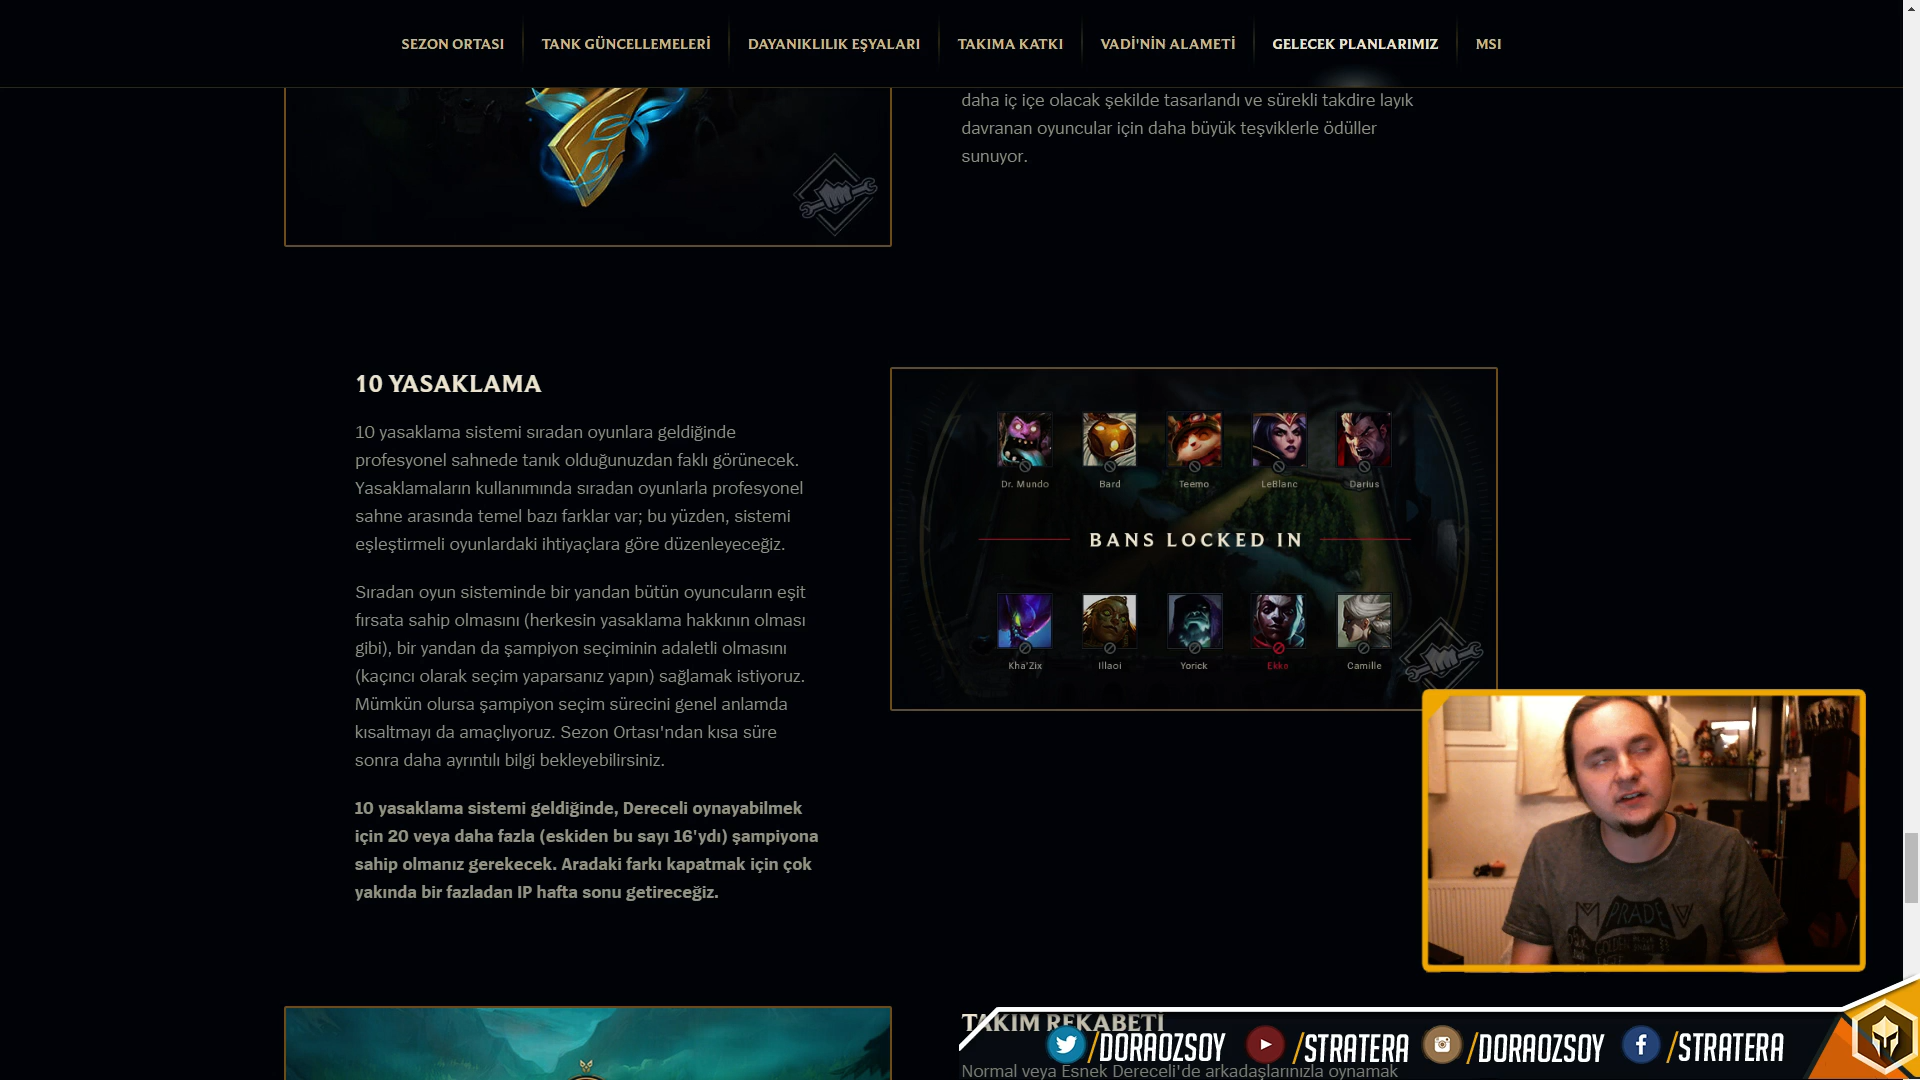 SEZON ORTASI
TANK GÜNCELLEMELERİ
DAYANIKLILIK EŞYALARI
TAKIMA KATKI
VADİ'NİN ALAMETİ
GELECEK PLANLARIMIZ
MSI
daha iç içe olacak şekilde tasarlandı ve sürekli takdire layık
davranan oyuncular için daha büyük teşviklerle ödüller
sunuyor.
10 YASAKLAMA
10 yasaklama sistemi sıradan oyunlara geldiğinde
profesyonel sahnede tanık olduğunuzdan faklı görünecek.
Yasaklamaların kullanımında sıradan oyunlarla profesyonel
sahne arasında temel bazı farklar var; bu yüzden, sistemi
eşleştirmeli oyunlardaki ihtiyaçlara göre düzenleyeceğiz.
Sıradan oyun sisteminde bir yandan bütün oyuncuların eşit
fırsata sahip olmasını (herkesin yasaklama hakkının olması
gibi), bir yandan da şampiyon seçiminin adaletli olmasını
(kaçıncı olarak seçim yaparsanız yapın) sağlamak istiyoruz.
Mümkün olursa şampiyon seçim sürecini genel anlamda
kısaltmayı da amaçlıyoruz. Sezon Ortası'ndan kısa süre
sonra daha ayrıntılı bilgi bekleyebilirsiniz.
10 yasaklama sistemi geldiğinde, Dereceli oynayabilmek
için 20 veya daha fazla (eskiden bu sayı 16'ydı) şampiyona
sahip olmanız gerekecek. Aradaki farkı kapatmak için çok
yakında bir fazladan IP hafta sonu getireceğiz.
Dr. Mundo
Bard
Teemo
LeBlanc
Darius
BANS LOCKED IN
Kha'Zix
Illaoi
Yorick
Ekko
Camille
PRADE
TAKIM REKABETİ
/DORAOZSOY
/STRATERA
/DORAOZSOY
/STRATERA
Normal veya Esnek Dereceli'de arkadaşlarınızla oynamak